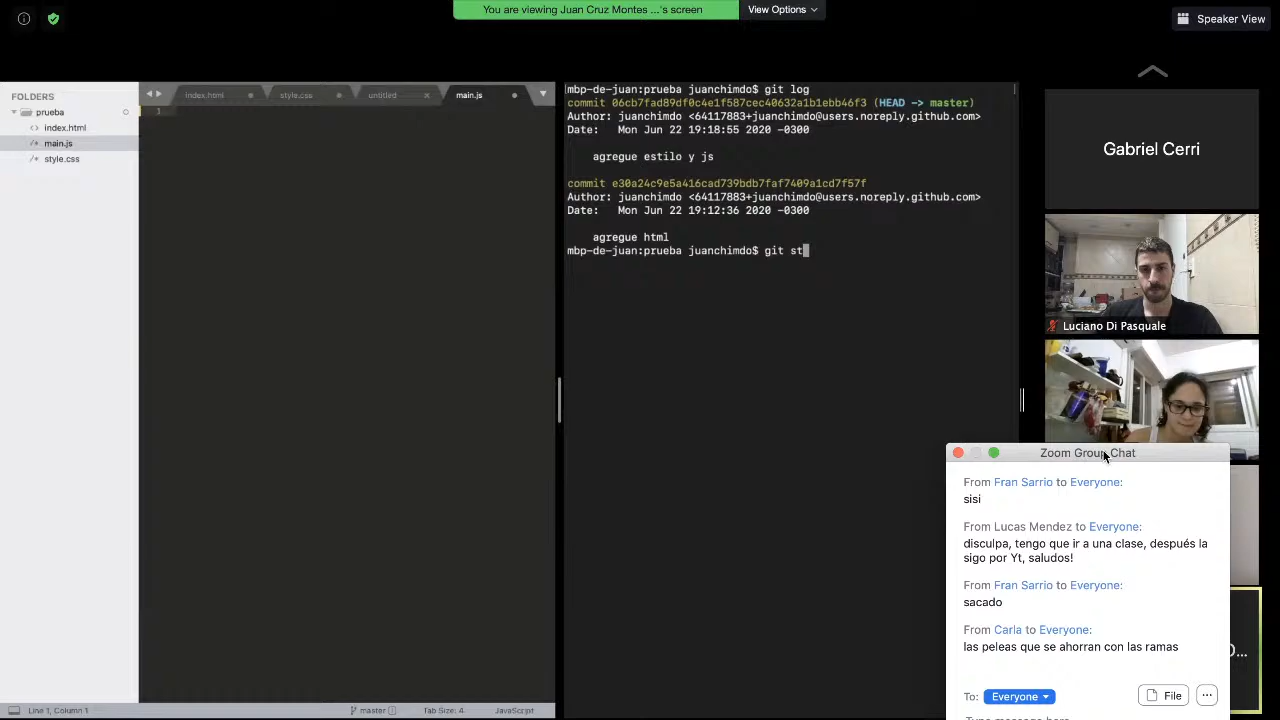 You are viewing Juan Cruz Montes ...'s screen
View Options
Speaker View
FOLDERS
prueba
index.html
main.js
style.css
index.html
style.css
untitled
main.js
1
mbp-de-juan:prueba juanchimdo$ git log
commit 06cb7fad89df0c4e1f587cec40632a1b1ebb46f3 (HEAD -> master)
Author: juanchimdo <64117883+juanchimdo@users.noreply.github.com>
Date:   Mon Jun 22 19:18:55 2020 -0300
agregue estilo y js
commit e30a24c9e5a416cad739bdb7faf7409a1cd7f57f
Author: juanchimdo <64117883+juanchimdo@users.noreply.github.com>
Date:   Mon Jun 22 19:12:36 2020 -0300
agregue html
mbp-de-juan:prueba juanchimdo$ git st
Gabriel Cerri
Luciano Di Pasquale
Zoom Group Chat
From Fran Sarrio to Everyone:
sisi
From Lucas Mendez to Everyone:
disculpa, tengo que ir a una clase, después la
sigo por Yt, saludos!
From Fran Sarrio to Everyone:
sacado
From Carla to Everyone:
las peleas que se ahorran con las ramas
To: Everyone
File
D...
Line 1, Column 1
master
Tab Size: 4
JavaScript